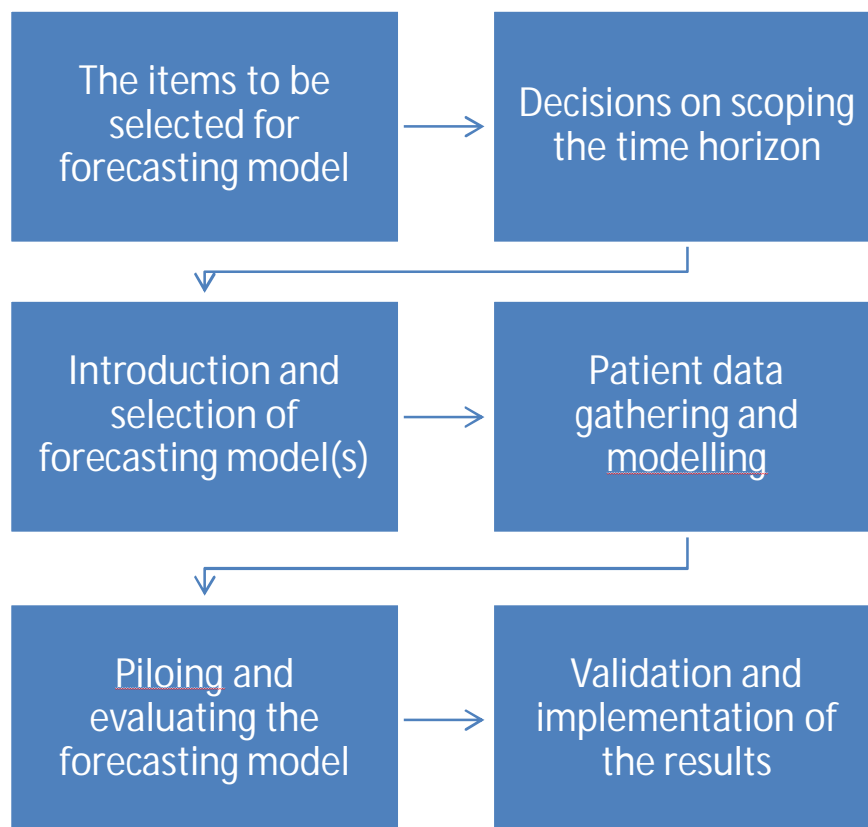 The items to be
selected for
forecasting model
Decisions on scoping
the time horizon
Introduction and
selection of
forecasting model(s)
Patient data
gathering and
modelling
Piloing and
evaluating the
forecasting model
Validation and
implementation of
the results